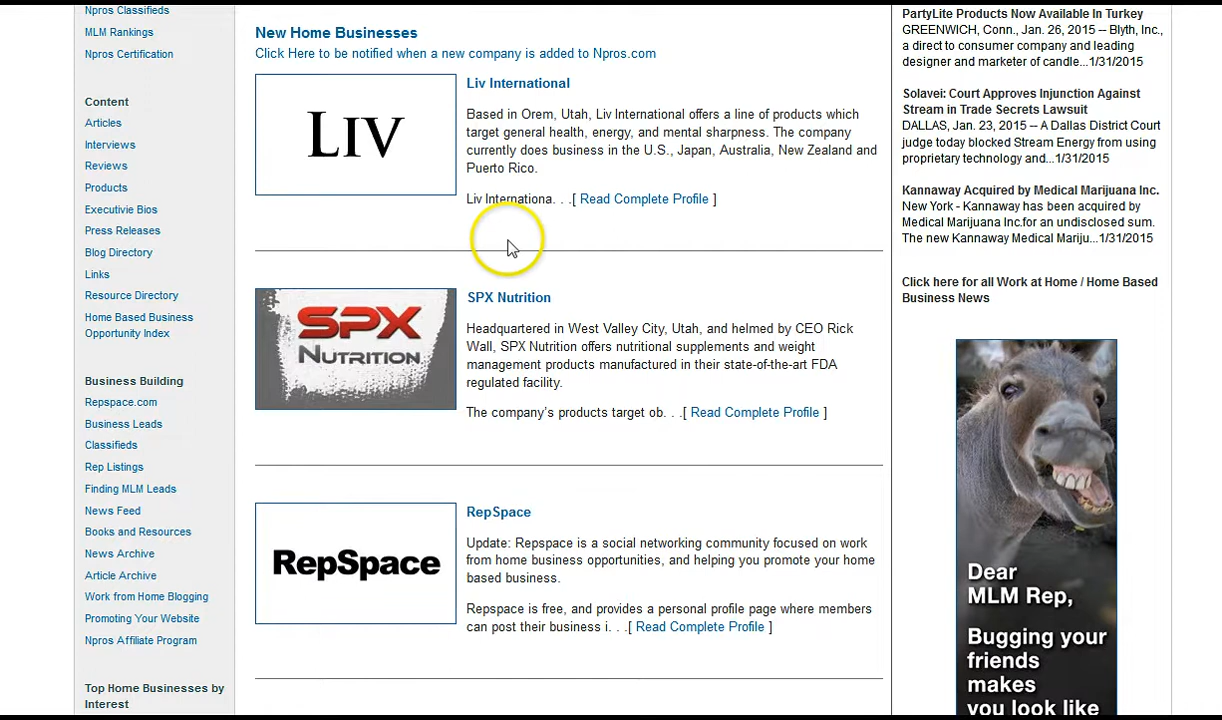 Npros Classifieds
MLM Rankings
Npros Certification
Content
Articles
Interviews
Reviews
Products
Executivie Bios
Press Releases
Blog Directory
Links
Resource Directory
Home Based Business
Opportunity Index
Business Building
Repspace.com
Business Leads
Classifieds
Rep Listings
Finding MLM Leads
News Feed
Books and Resources
News Archive
Article Archive
Work from Home Blogging
Promoting Your Website
Npros Affiliate Program
Top Home Businesses by
Interest
New Home Businesses
Click Here to be notified when a new company is added to Npros.com
LIV
Liv International
Based in Orem, Utah, Liv International offers a line of products which
target general health, energy, and mental sharpness. The company
currently does business in the U.S., Japan, Australia, New Zealand and
Puerto Rico.
Liv Internationa. . .[ Read Complete Profile ]
SPX
NUTRITION
SPX Nutrition
Headquartered in West Valley City, Utah, and helmed by CEO Rick
Wall, SPX Nutrition offers nutritional supplements and weight
management products manufactured in their state-of-the-art FDA
regulated facility.
The company's products target ob. . .[ Read Complete Profile ]
RepSpace
RepSpace
Update: Repspace is a social networking community focused on work
from home business opportunities, and helping you promote your home
based business.
Repspace is free, and provides a personal profile page where members
can post their business i. . .[ Read Complete Profile ]
PartyLite Products Now Available In Turkey
GREENWICH, Conn., Jan. 26, 2015 -- Blyth, Inc.,
a direct to consumer company and leading
designer and marketer of candle...1/31/2015
Solavei: Court Approves Injunction Against
Stream in Trade Secrets Lawsuit
DALLAS, Jan. 23, 2015 -- A Dallas District Court
judge today blocked Stream Energy from using
proprietary technology and...1/31/2015
Kannaway Acquired by Medical Marijuana Inc.
New York - Kannaway has been acquired by
Medical Marijuana Inc.for an undisclosed sum.
The new Kannaway Medical Mariju...1/31/2015
Click here for all Work at Home / Home Based
Business News
Dear
MLM Rep,
Bugging your
friends
makes
you look like